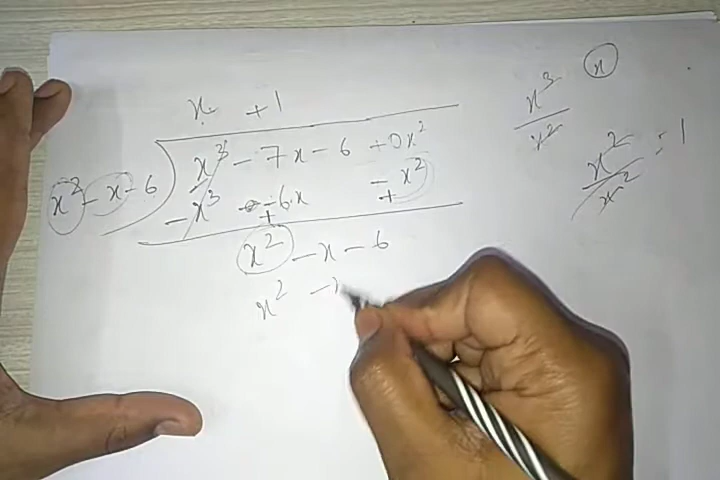 x + 1
x² - x - 6 ) x³ - 7x - 6 + 0x²
- x³ - 6x - x²
+ +
x² - x - 6
x² - x
x³ / x² x
x² / x² = 1